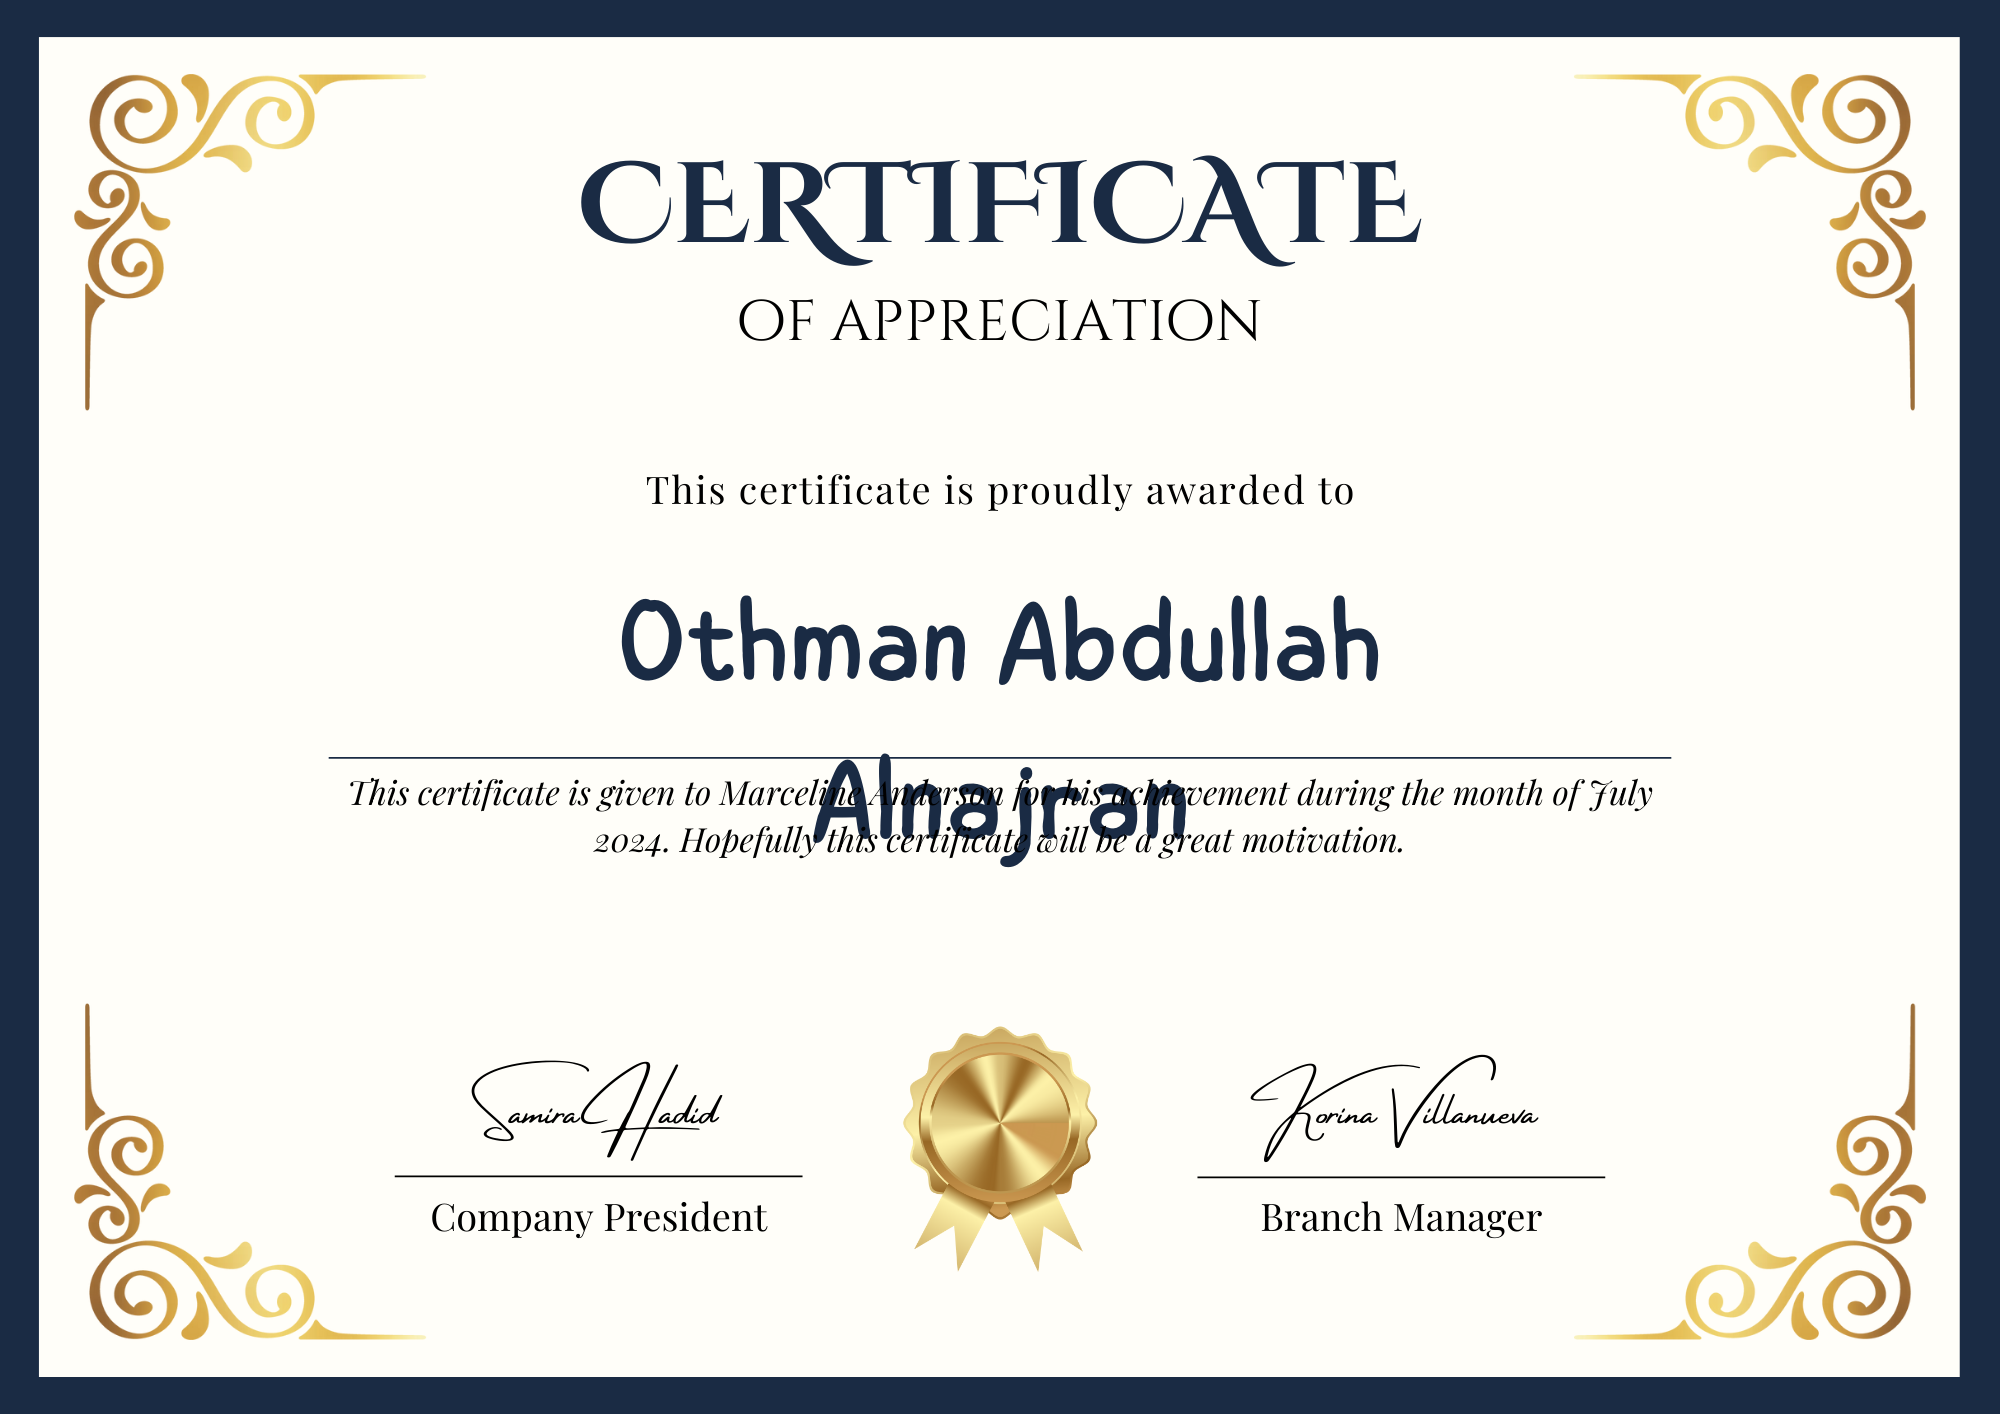 CERTIFICATE
OF APPRECIATION
This certificate is proudly awarded to
Othman Abdullah
Alnajran
This certificate is given to Marceline Anderson for his achievement during the month of July
2024. Hopefully this certificate will be a great motivation.
Samira Hadid
Korina Villanueva
Company President
Branch Manager